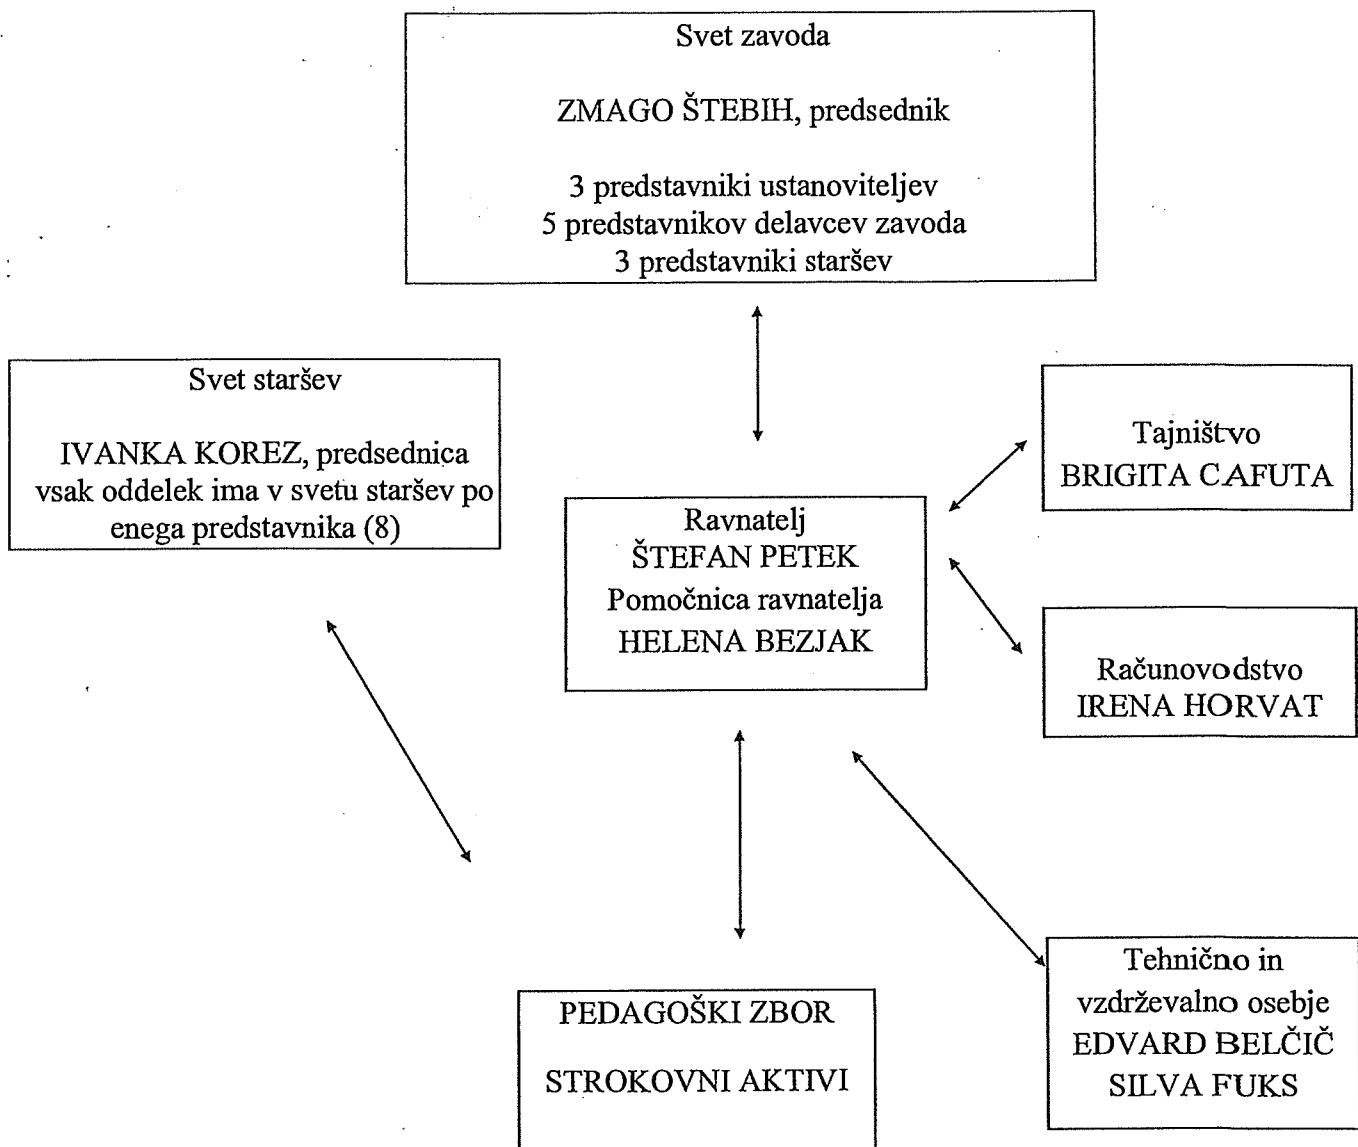 Svet zavoda
ZMAGO ŠTEBIH, predsednik
3 predstavniki ustanoviteljev
5 predstavnikov delavcev zavoda
3 predstavniki staršev
Svet staršev
IVANKA KOREZ, predsednica
vsak oddelek ima v svetu staršev po
enega predstavnika (8)
Ravnatelj
ŠTEFAN PETEK
Pomočnica ravnatelja
HELENA BEZJAK
Tajništvo
BRIGITA CAFUTA
Računovodstvo
IRENA HORVAT
PEDAGOŠKI ZBOR
STROKOVNI AKTIVI
Tehnično in
vzdrževalno osebje
EDVARD BELČIČ
SILVA FUKS